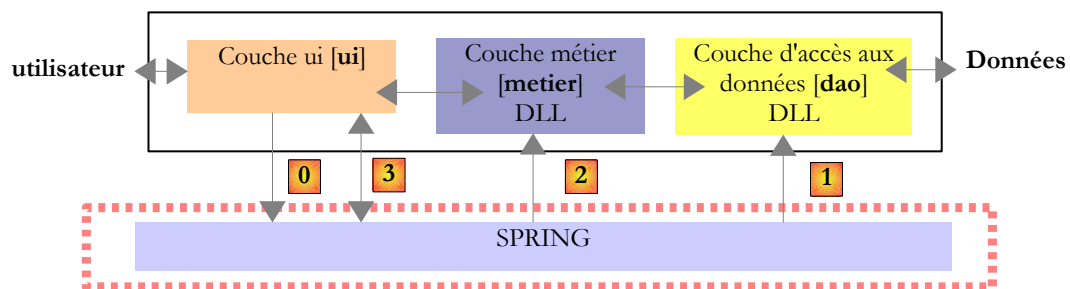 utilisateur
Couche ui [ui]
Couche métier
[metier]
DLL
Couche d'accès aux
données [dao]
DLL
Données
0
3
2
1
SPRING